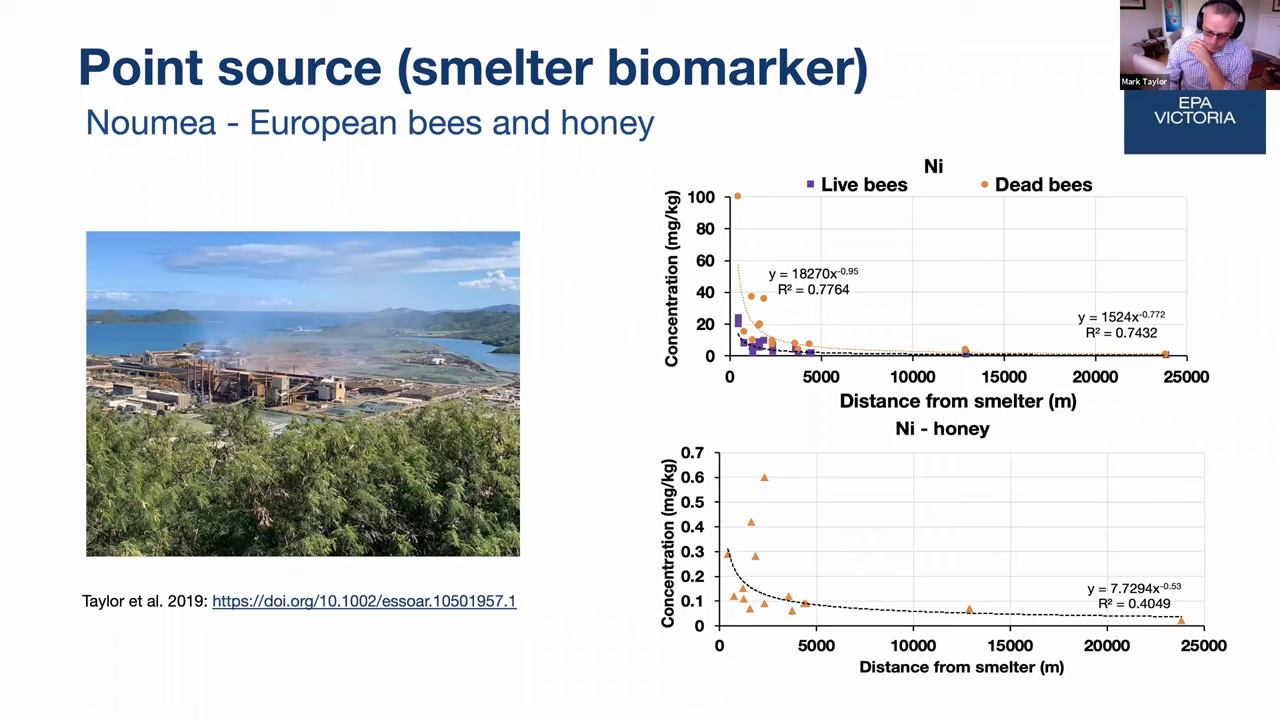 Point source (smelter biomarker)
Noumea - European bees and honey
Mark Taylor
EPA
VICTORIA
Ni
Live bees
Dead bees
Concentration (mg/kg)
100
80
60
40
20
0
y = 18270x^-0.95
R² = 0.7764
y = 1524x^-0.772
R² = 0.7432
0 5000 10000 15000 20000 25000
Distance from smelter (m)
Ni - honey
Concentration (mg/kg)
0.7
0.6
0.5
0.4
0.3
0.2
0.1
0
y = 7.7294x^-0.53
R² = 0.4049
0 5000 10000 15000 20000 25000
Distance from smelter (m)
Taylor et al. 2019: https://doi.org/10.1002/essoar.10501957.1